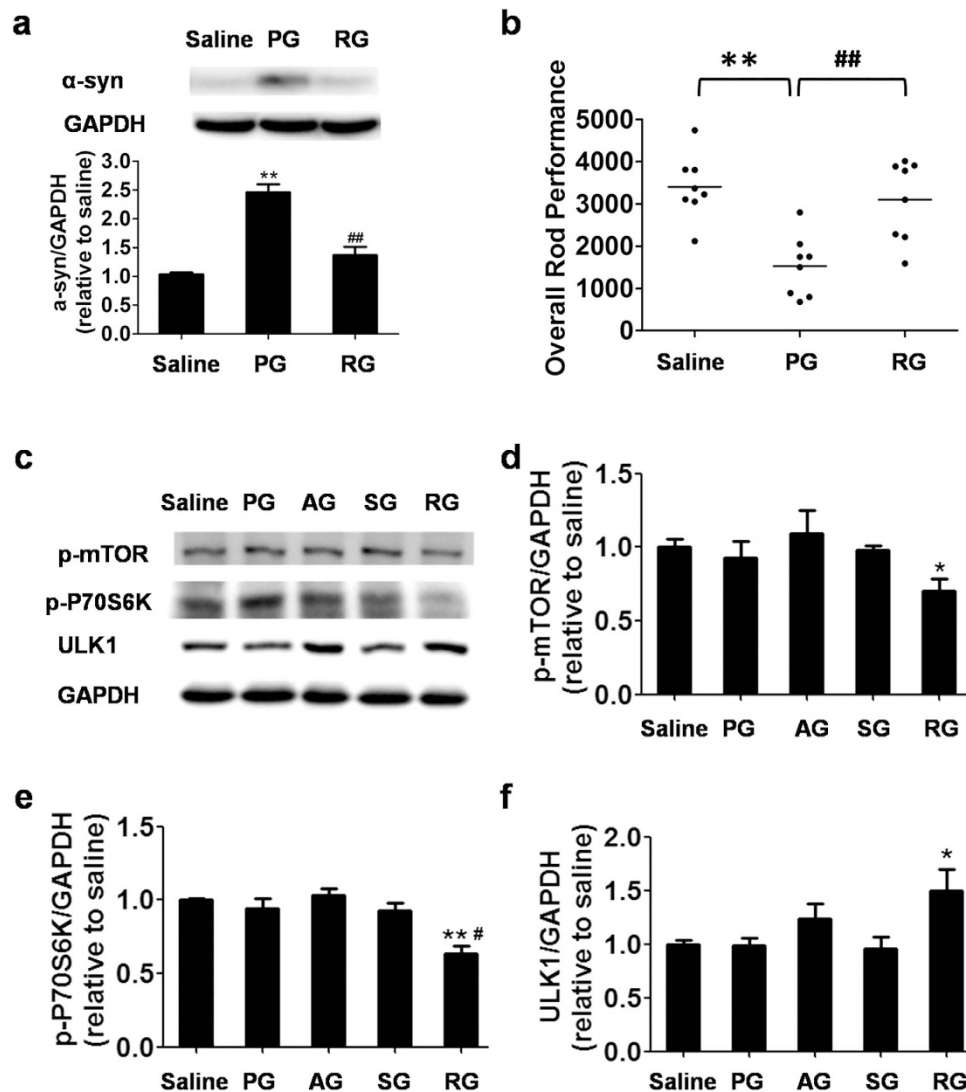 a
Saline PG RG
α-syn
GAPDH
a-syn/GAPDH
(relative to saline)
3.0
2.5
2.0
1.5
1.0
0.5
0.0
**
##
Saline PG RG
b
** ##
Overall Rod Performance
5000
4000
3000
2000
1000
0
Saline PG RG
c
Saline PG AG SG RG
p-mTOR
p-P70S6K
ULK1
GAPDH
d
p-mTOR/GAPDH
(relative to saline)
1.5
1.0
0.5
0.0
*
Saline PG AG SG RG
e
p-P70S6K/GAPDH
(relative to saline)
1.5
1.0
0.5
0.0
** #
Saline PG AG SG RG
f
ULK1/GAPDH
(relative to saline)
2.0
1.5
1.0
0.5
0.0
*
Saline PG AG SG RG